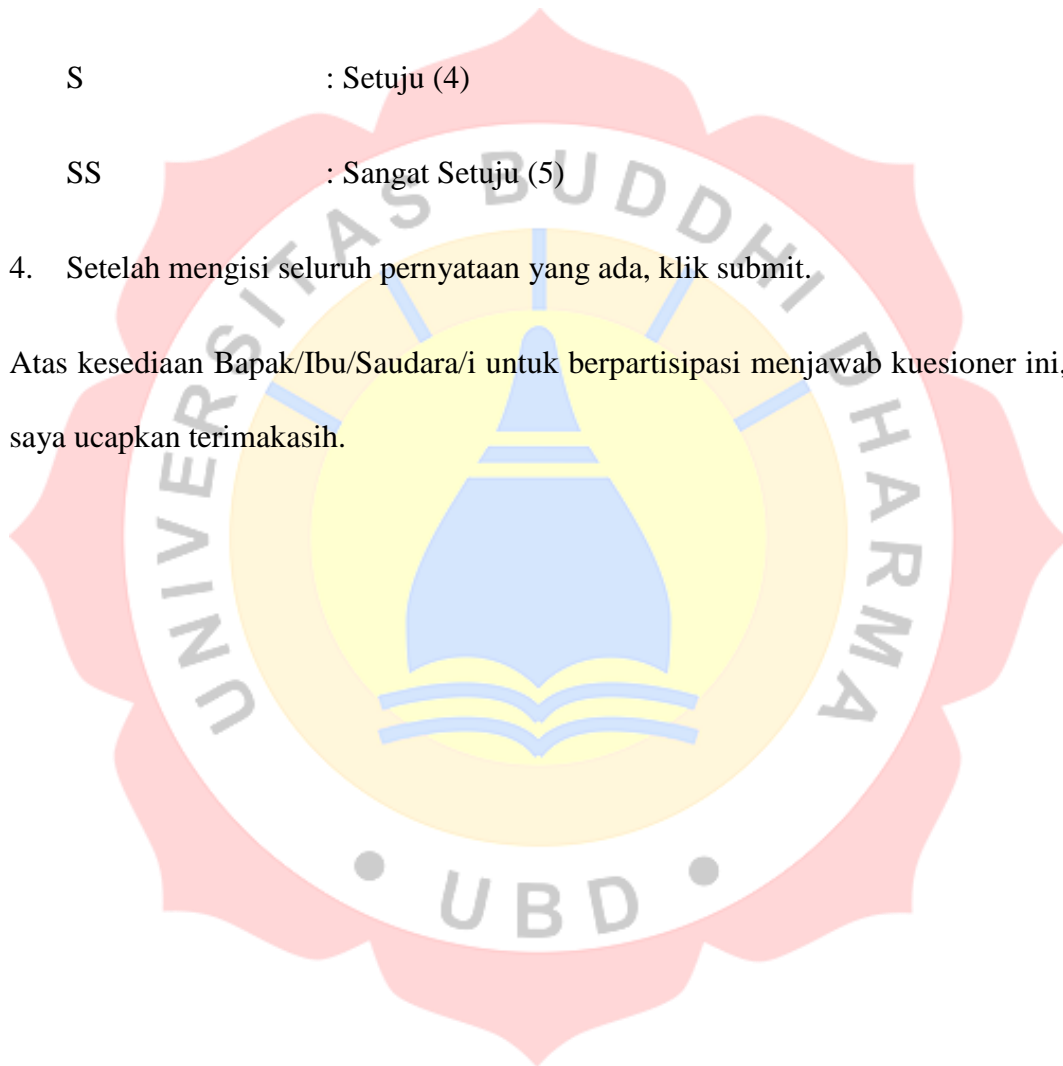 S : Setuju (4)
SS : Sangat Setuju (5)
4. Setelah mengisi seluruh pernyataan yang ada, klik submit.
Atas kesediaan Bapak/Ibu/Saudara/i untuk berpartisipasi menjawab kuesioner ini,
saya ucapkan terimakasih.
UNIVERSITAS BUDDHI DHARMA
• UBD •